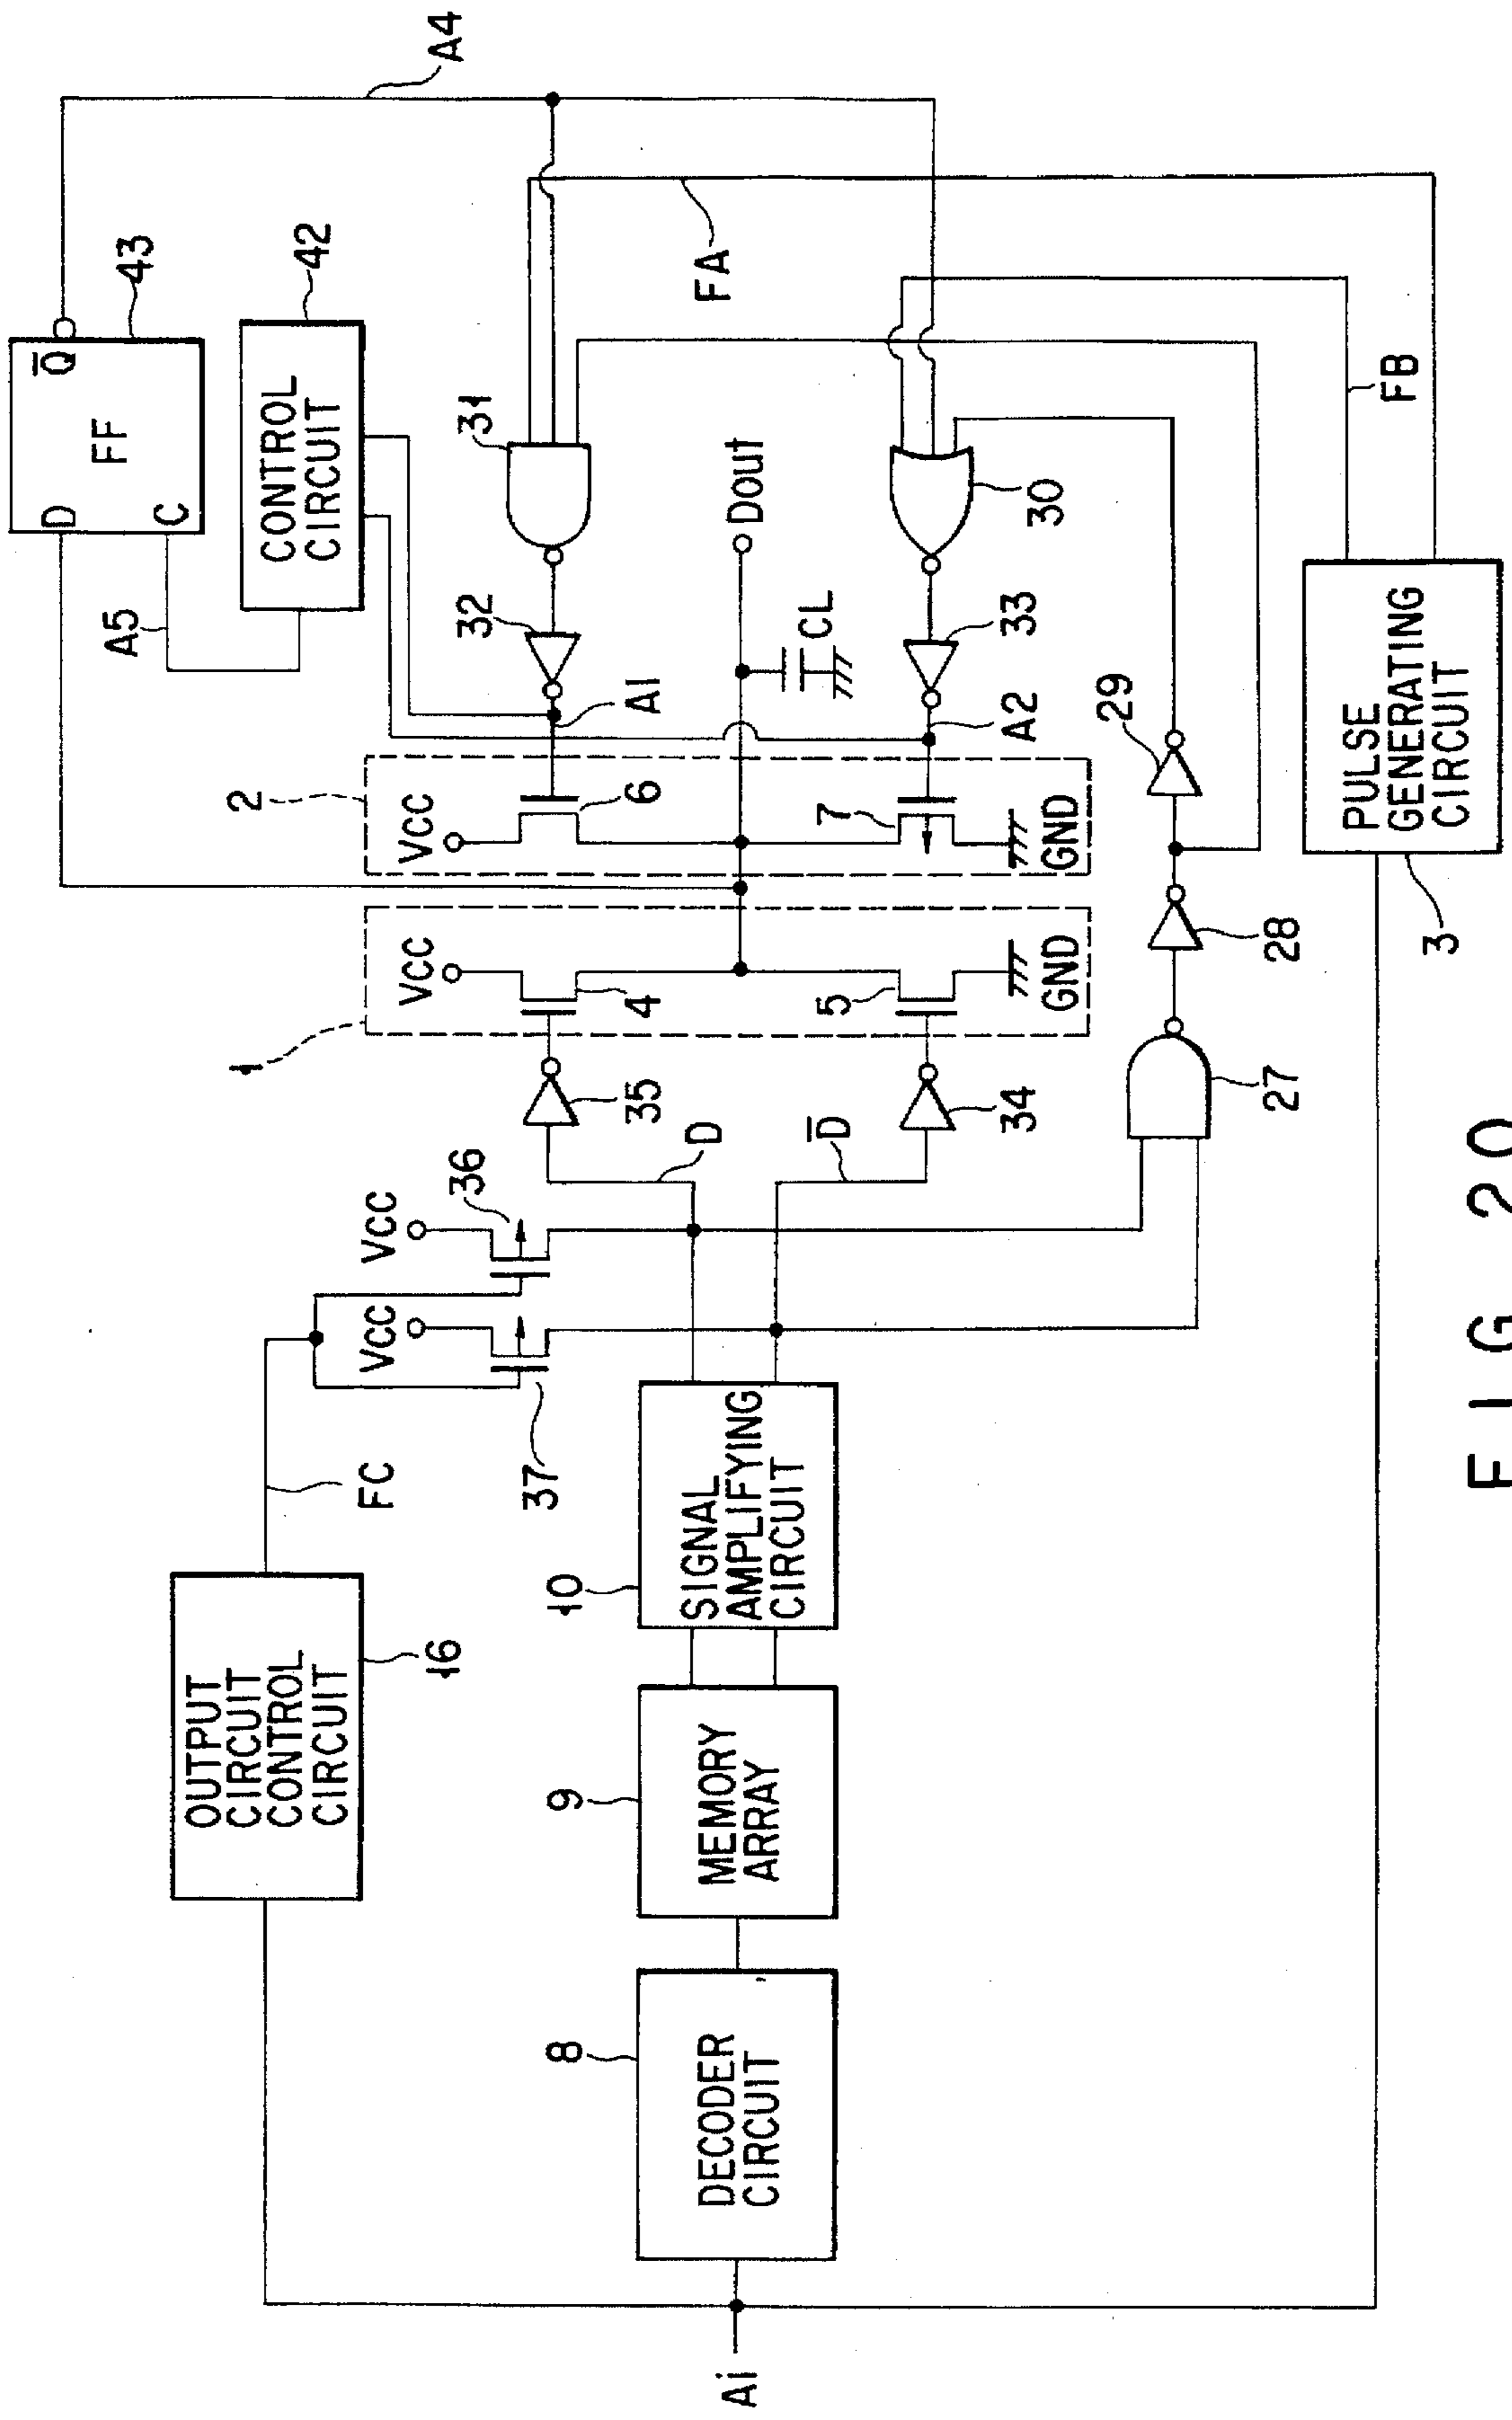 Ai
DECODER
CIRCUIT
8
MEMORY
ARRAY
9
SIGNAL
AMPLIFYING
CIRCUIT
10
OUTPUT
CIRCUIT
CONTROL
CIRCUIT
16
FC
VCC
37
VCC
36
D
D̅
35
34
27
28
29
1
VCC
4
5
GND
2
VCC
6
7
GND
A1
A2
32
33
31
30
CL
Dout
A5
CONTROL
CIRCUIT
42
D
Q̅
FF
C
43
A4
FA
FB
PULSE
GENERATING
CIRCUIT
3
FIG 20